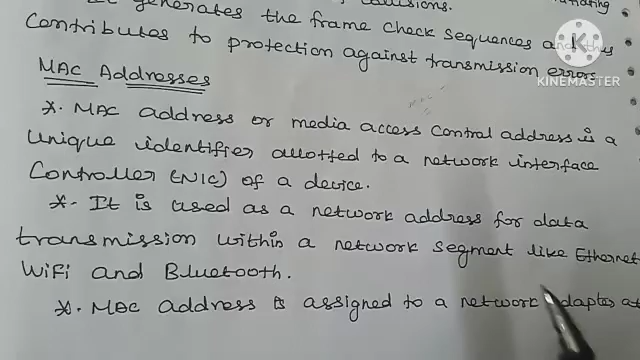 generates the frame check sequences and thus
Contributes to protection against transmission errors
KINEMASTER
MAC Addresses
*. MAC address or media access control address is a
unique identifier allotted to a network interface
Controller (NIC) of a device.
*. It is used as a network address for data
transmission within a network segment like Ethernet
WiFi and Bluetooth.
*. MAC address is assigned to a network adapter at